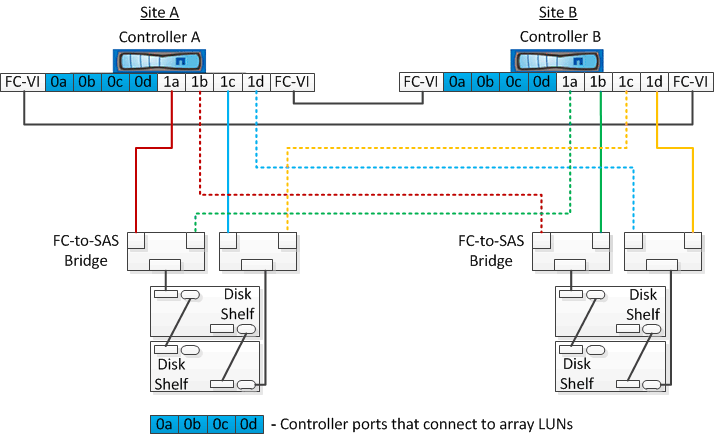 Site A
Site B
Controller A
Controller B
FC-VI 0a 0b 0c 0d 1a 1b 1c 1d FC-VI
FC-VI 0a 0b 0c 0d 1a 1b 1c 1d FC-VI
FC-to-SAS
Bridge
FC-to-SAS
Bridge
Disk
Shelf
Disk
Shelf
Disk
Shelf
Disk
Shelf
0a 0b 0c 0d - Controller ports that connect to array LUNs